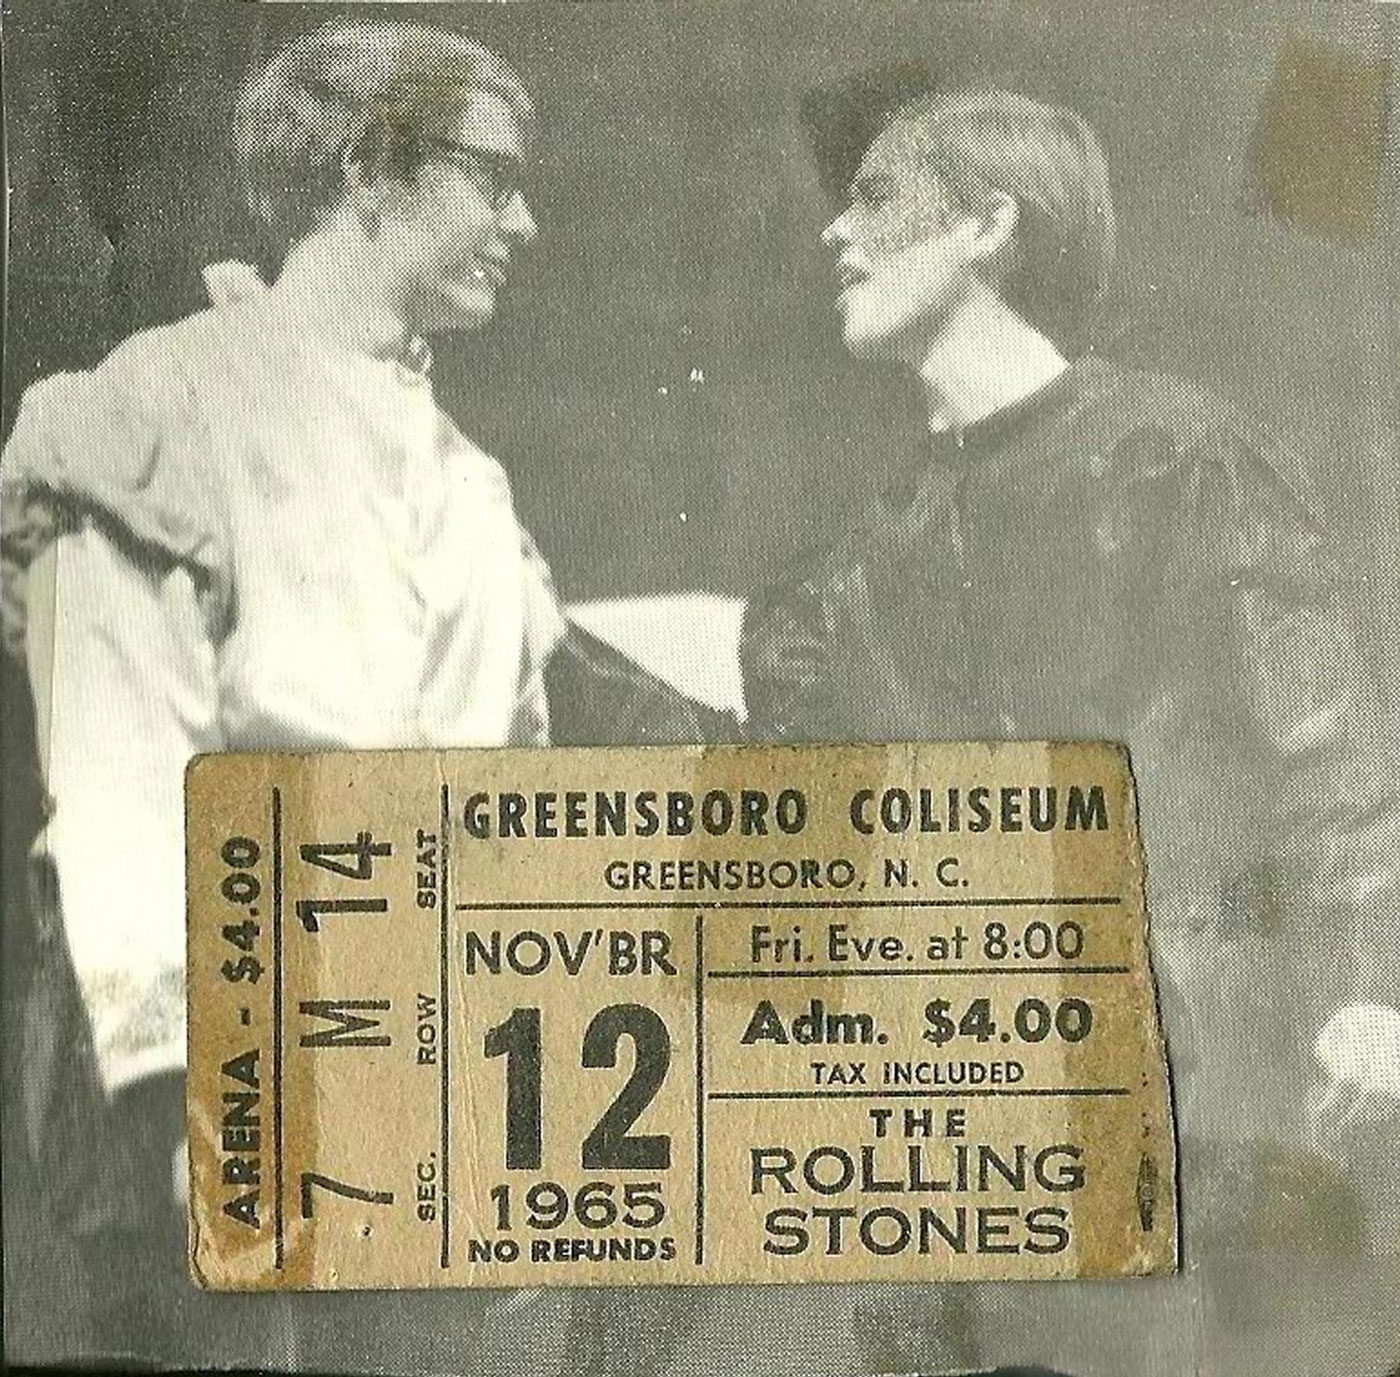 ARENA - $4.00
7 M 14
SEC. ROW SEAT
GREENSBORO COLISEUM
GREENSBORO, N. C.
NOV'BR
12
1965
NO REFUNDS
Fri. Eve. at 8:00
Adm. $4.00
TAX INCLUDED
THE
ROLLING
STONES